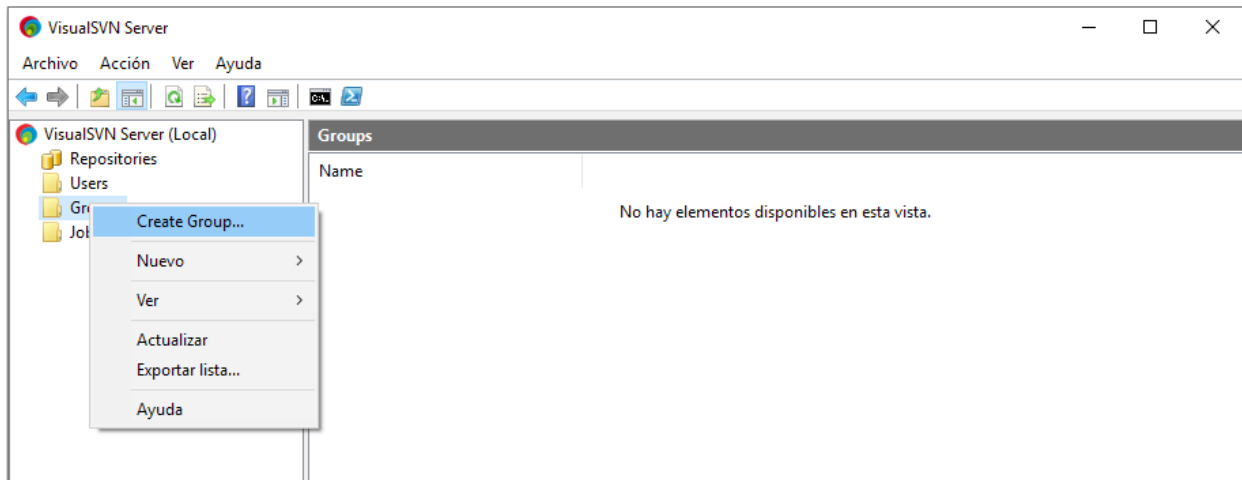 VisualSVN Server
Archivo Acción Ver Ayuda
VisualSVN Server (Local)
Repositories
Users
Groups
Name
No hay elementos disponibles en esta vista.
Create Group...
Nuevo
Ver
Actualizar
Exportar lista...
Ayuda